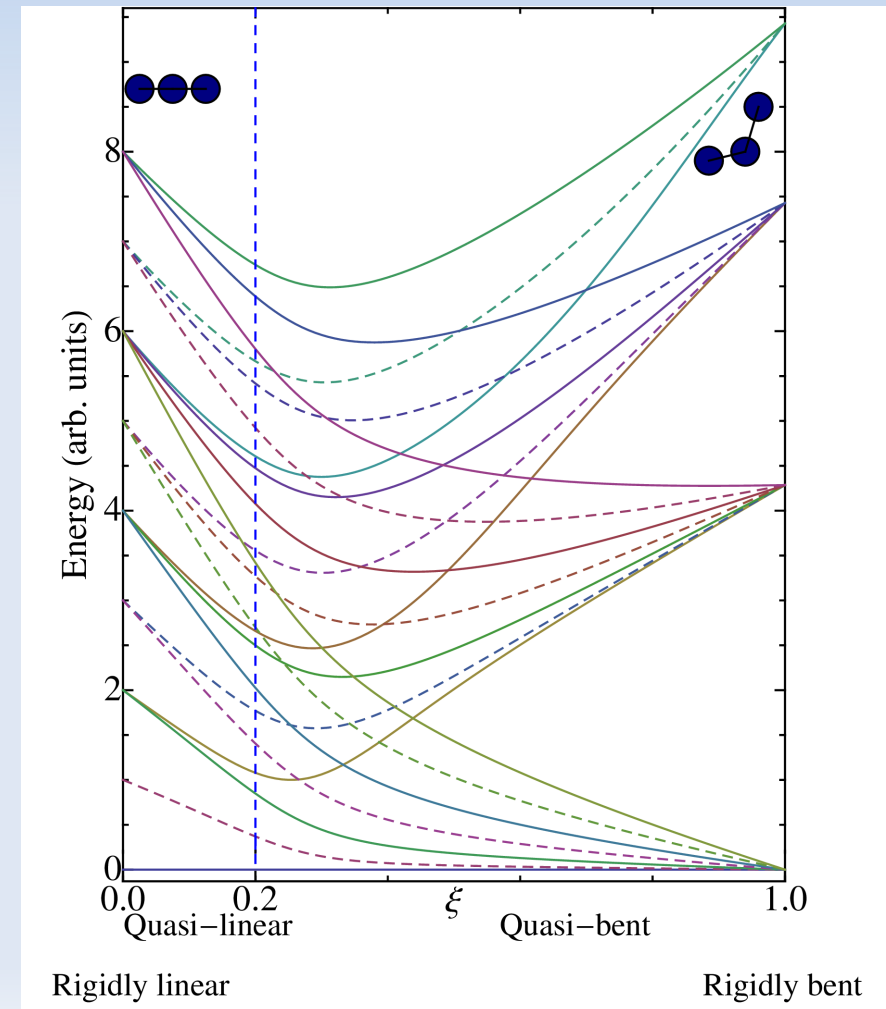 Energy (arb. units)
8
6
4
2
0
0.0 0.2 ξ 1.0
Quasi−linear Quasi−bent
Rigidly linear Rigidly bent